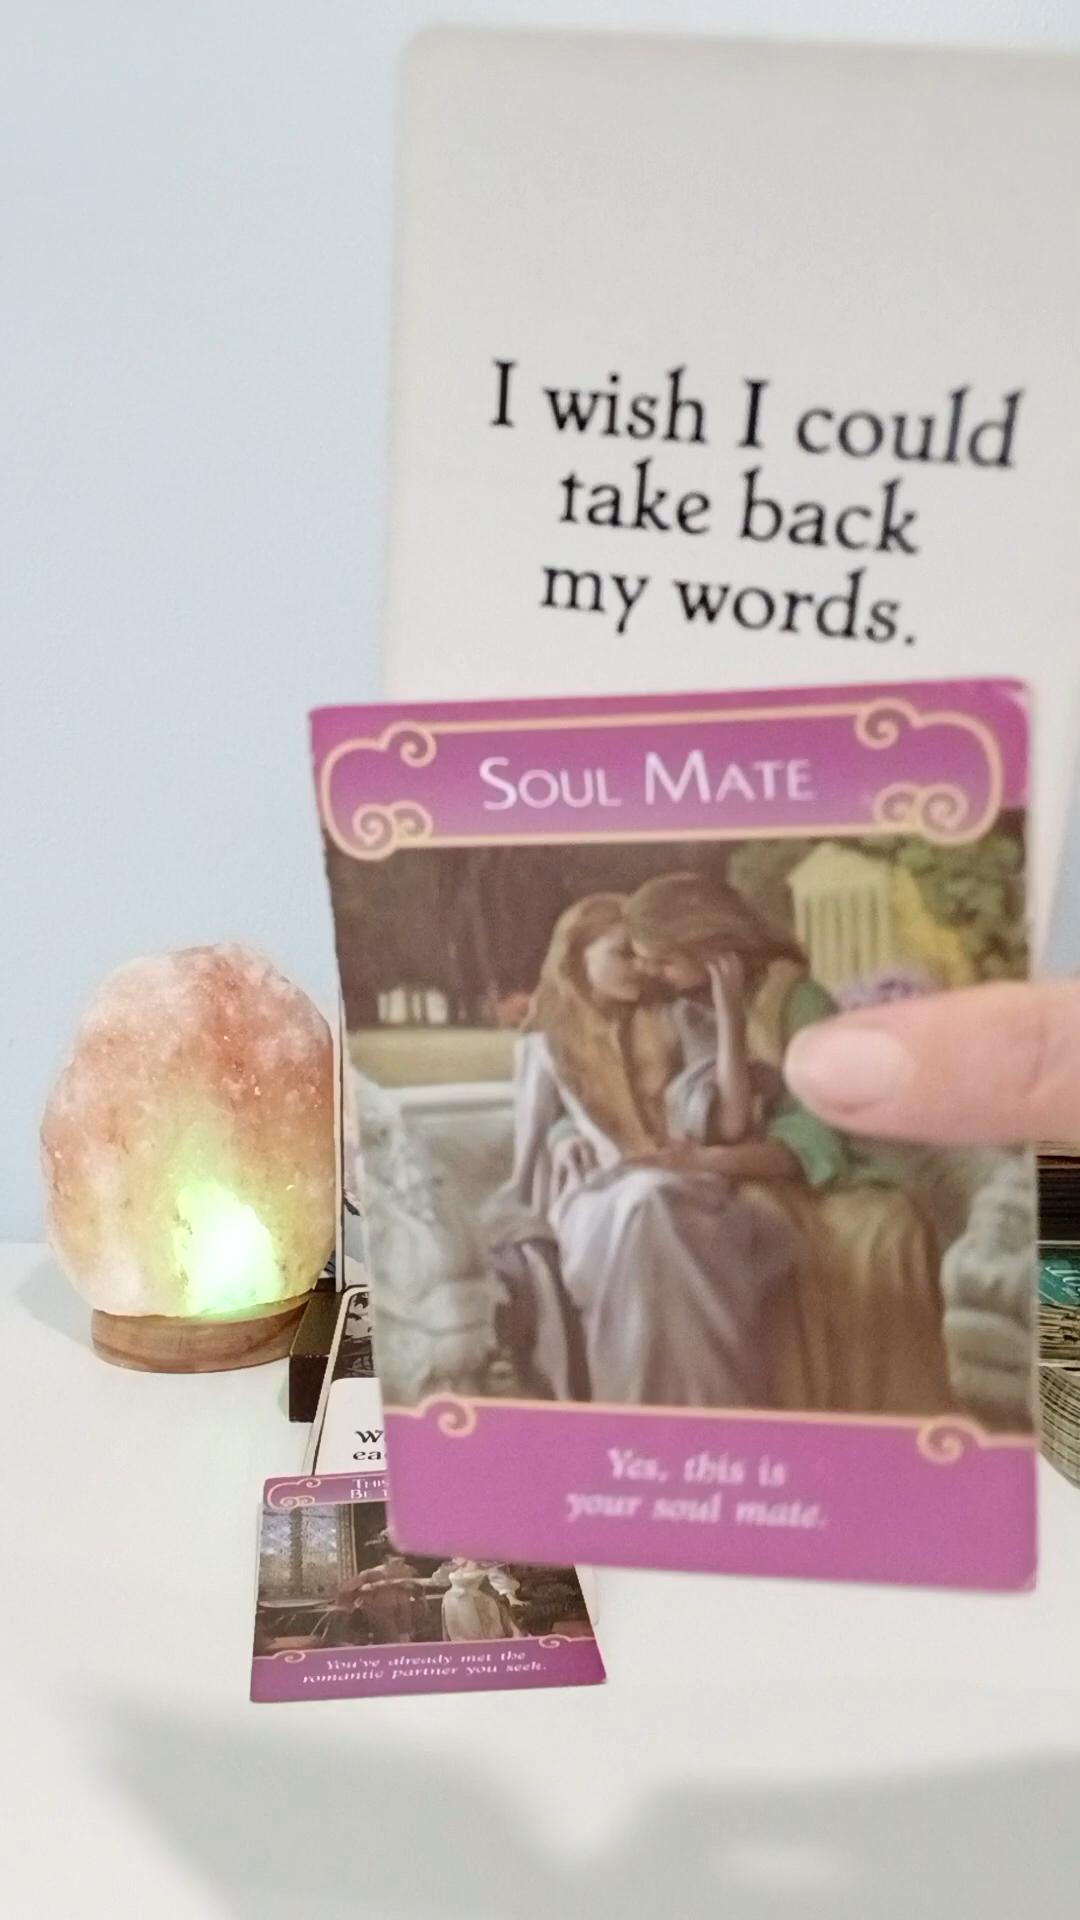 I wish I could
take back
my words.
SOUL MATE
Yes, this is
your soul mate.
You've already met the
romantic partner you seek.